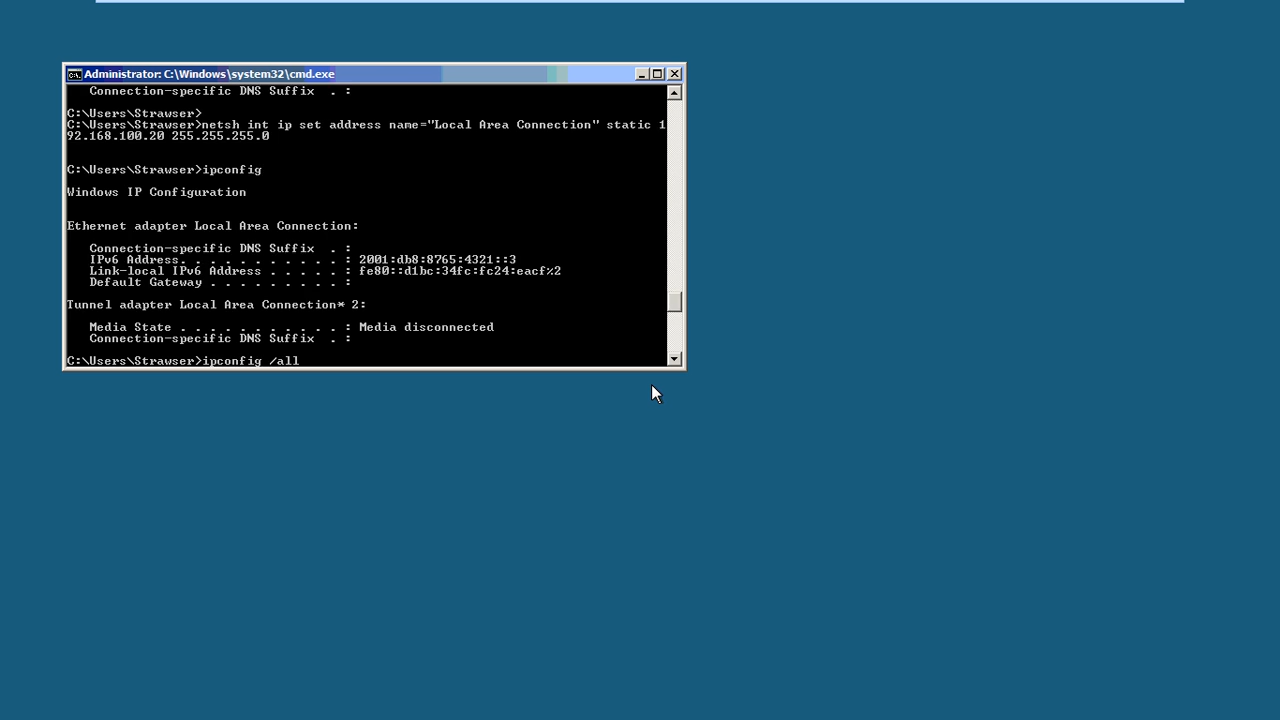 Administrator: C:\Windows\system32\cmd.exe
Connection-specific DNS Suffix . :
C:\Users\Strawser>
C:\Users\Strawser>netsh int ip set address name="Local Area Connection" static 1
92.168.100.20 255.255.255.0
C:\Users\Strawser>ipconfig
Windows IP Configuration
Ethernet adapter Local Area Connection:
Connection-specific DNS Suffix . :
IPv6 Address. . . . . . . . . . . : 2001:db8:8765:4321::3
Link-local IPv6 Address . . . . . : fe80::d1bc:34fc:fc24:eacf%2
Default Gateway . . . . . . . . . :
Tunnel adapter Local Area Connection* 2:
Media State . . . . . . . . . . . : Media disconnected
Connection-specific DNS Suffix . :
C:\Users\Strawser>ipconfig /all